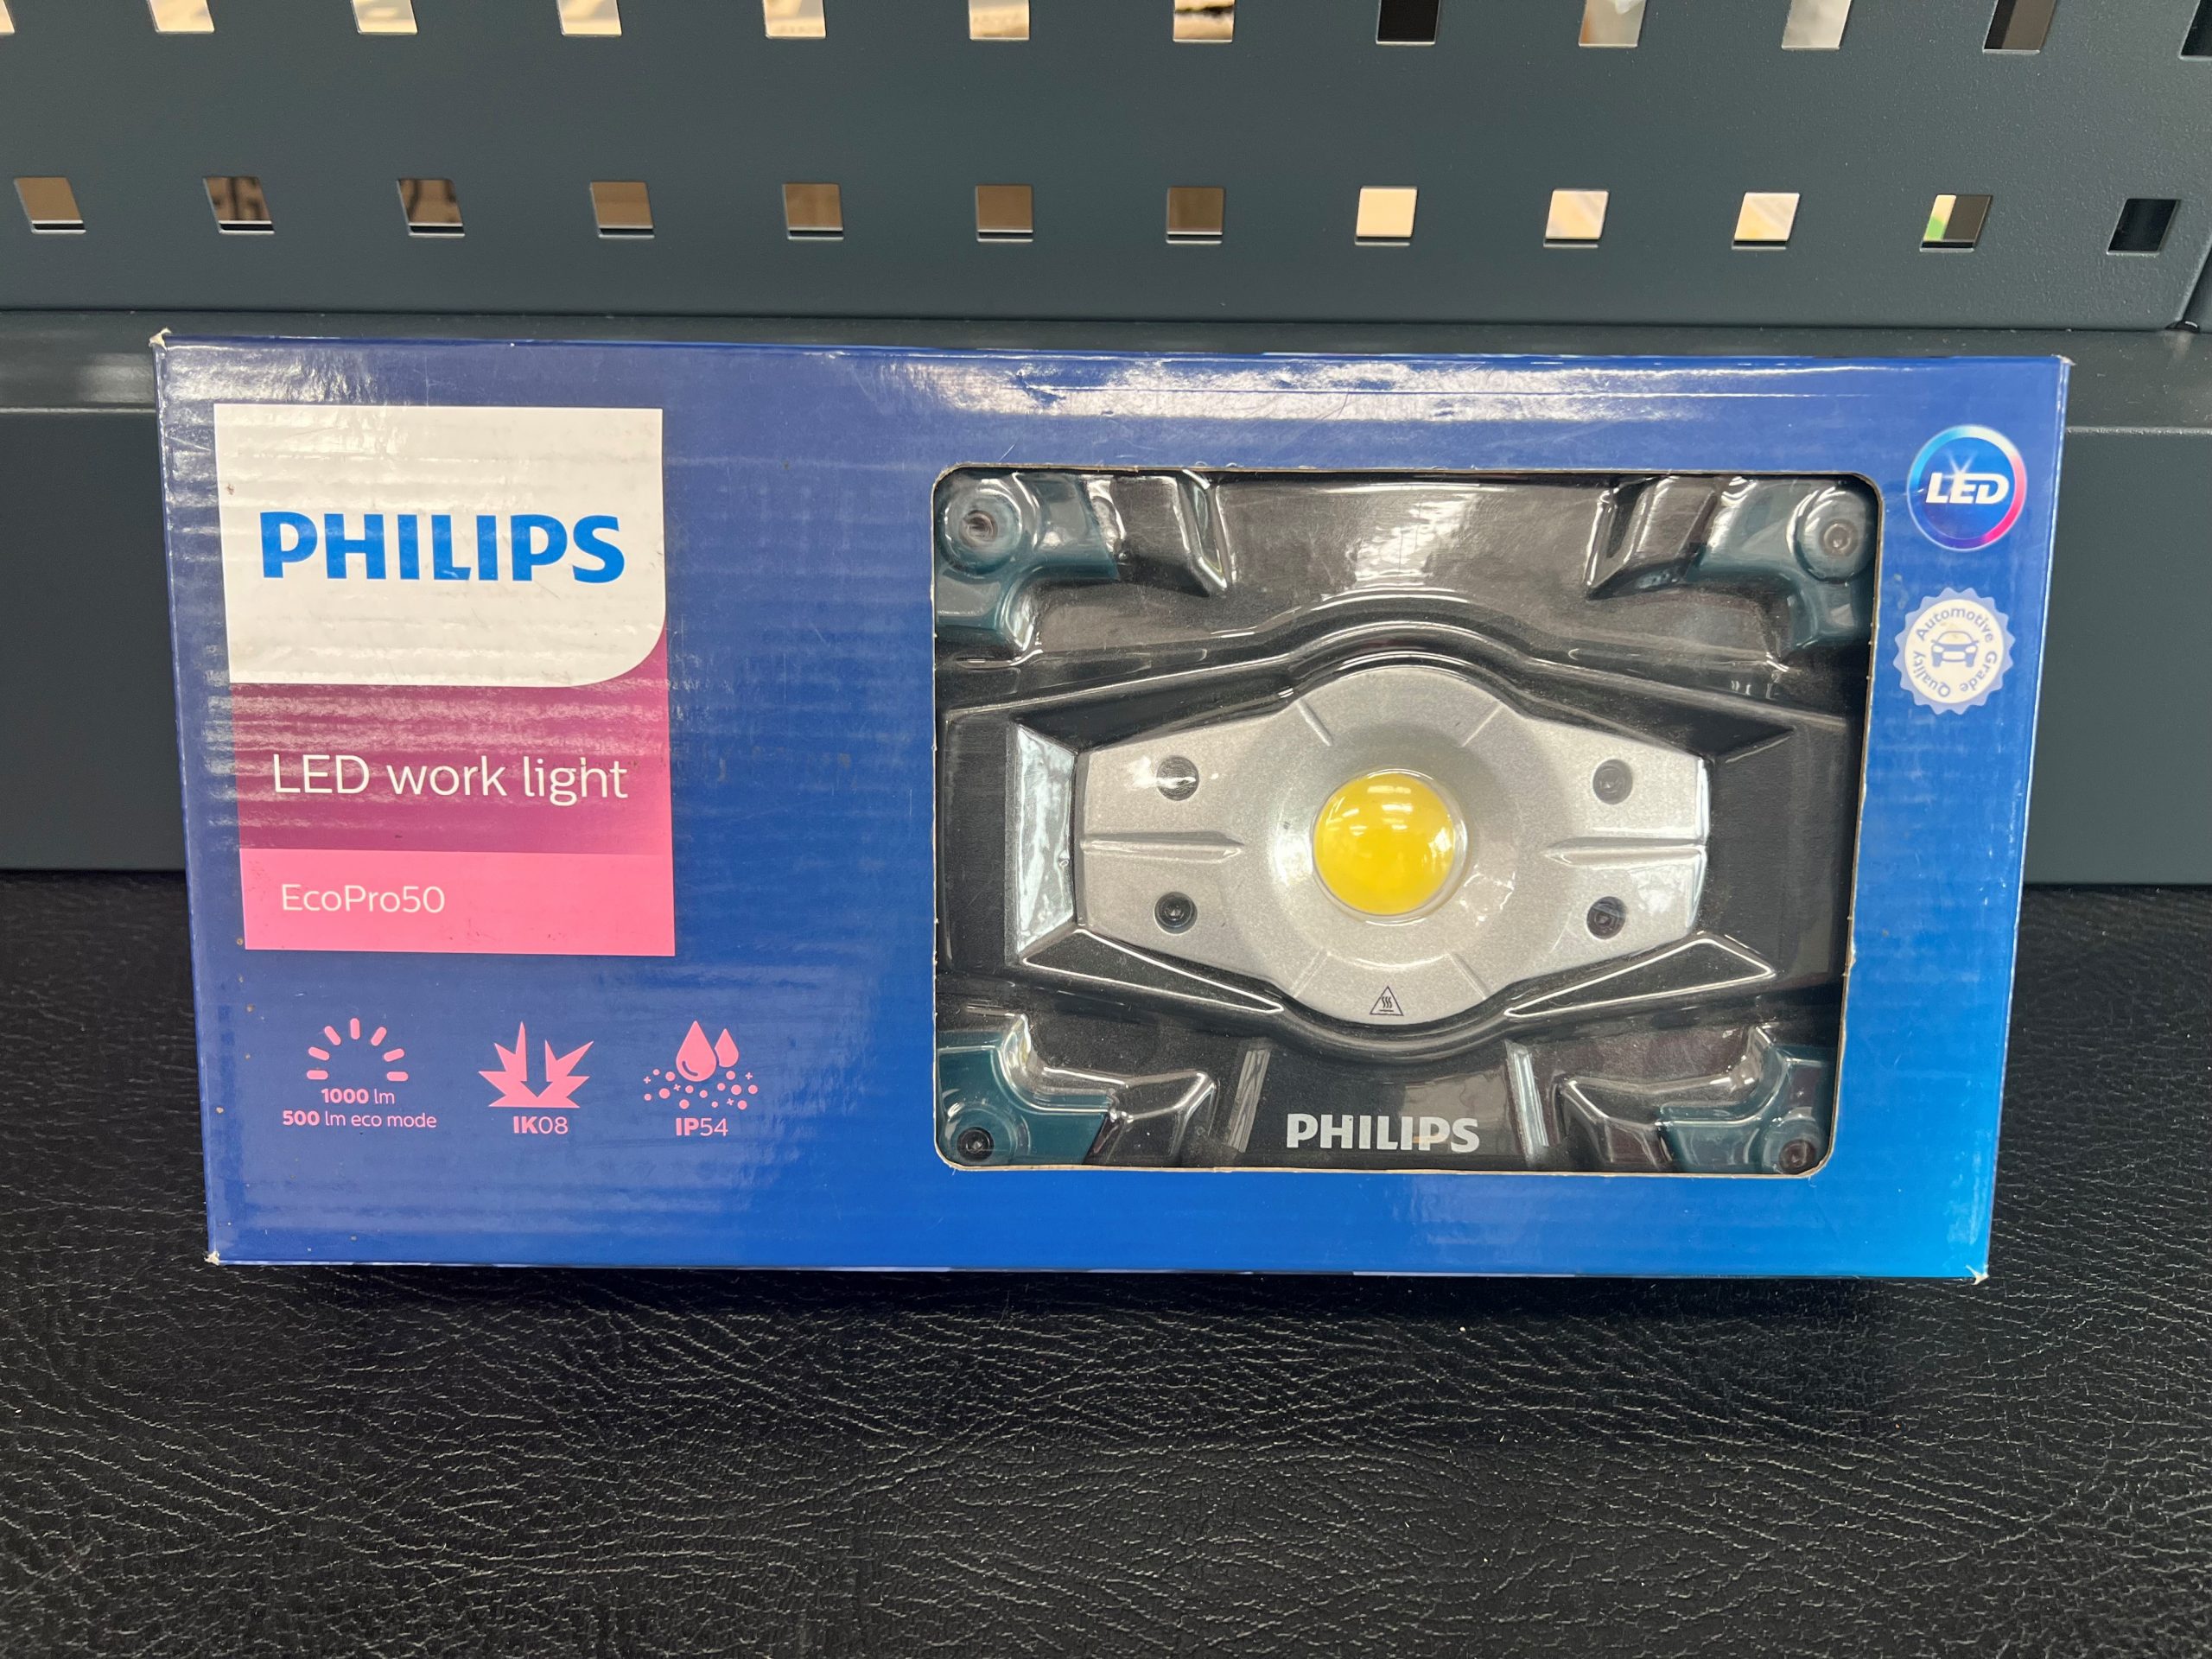 PHILIPS
LED work light
EcoPro50
1000 lm
500 lm eco mode
IK08
IP54
PHILIPS
LED
Automotive Grade Quality